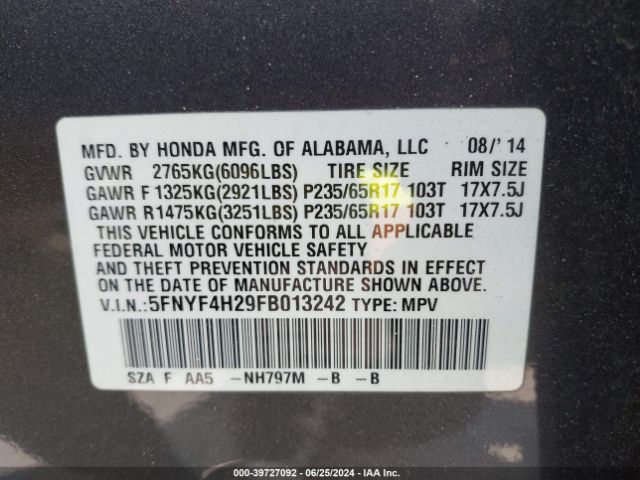 MFD. BY HONDA MFG. OF ALABAMA, LLC 08/'14
GVWR 2765KG(6096LBS) TIRE SIZE RIM SIZE
GAWR F 1325KG(2921LBS) P235/65R17 103T 17X7.5J
GAWR R1475KG(3251LBS) P235/65R17 103T 17X7.5J
THIS VEHICLE CONFORMS TO ALL APPLICABLE
FEDERAL MOTOR VEHICLE SAFETY
AND THEFT PREVENTION STANDARDS IN EFFECT
ON THE DATE OF MANUFACTURE SHOWN ABOVE.
V.I.N.:5FNYF4H29FB013242 TYPE: MPV
SZA F AA5 -NH797M -B -B
000-39727092 - 06/25/2024 - IAA Inc.